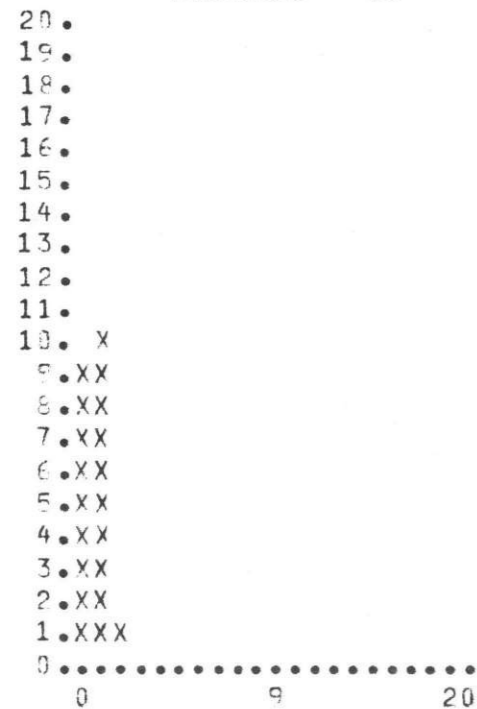 20.
19.
18.
17.
16.
15.
14.
13.
12.
11.
10. X
9.XX
8.XX
7.XX
6.XX
5.XX
4.XX
3.XX
2.XX
1.XXX
0.....................
0 9 20